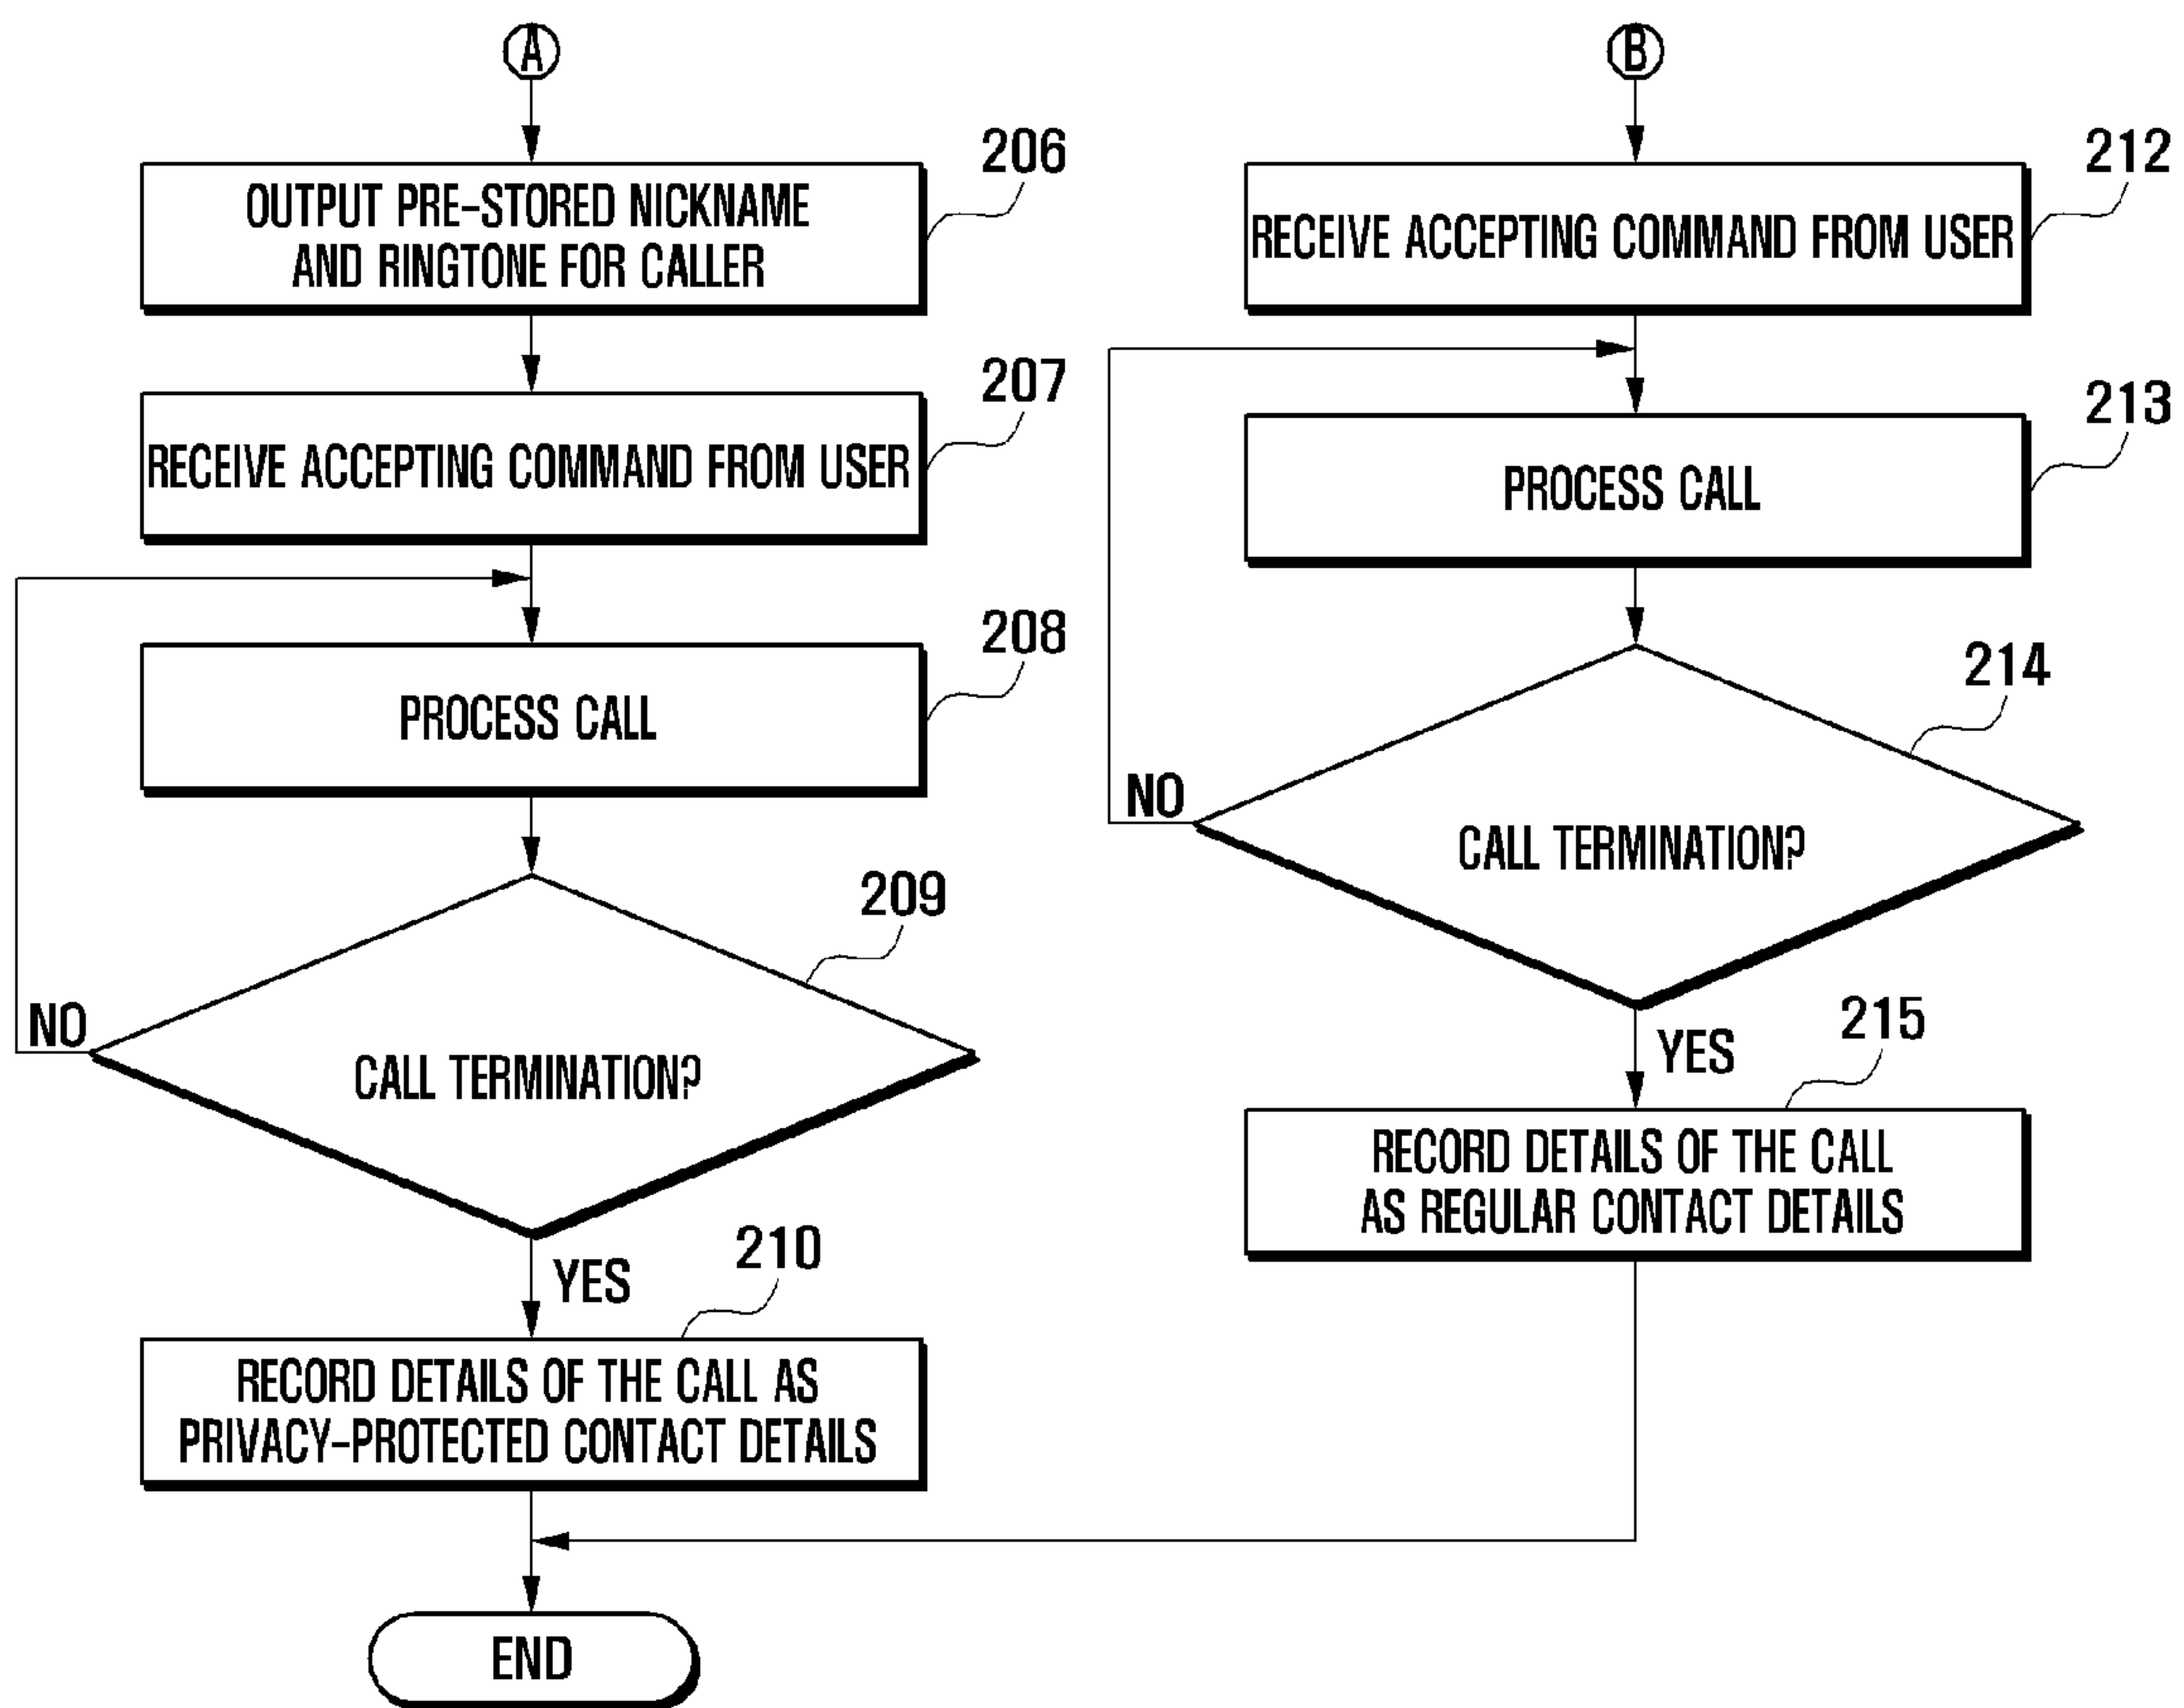 A
206
OUTPUT PRE-STORED NICKNAME
AND RINGTONE FOR CALLER
207
RECEIVE ACCEPTING COMMAND FROM USER
208
PROCESS CALL
209
CALL TERMINATION?
NO
YES
210
RECORD DETAILS OF THE CALL AS
PRIVACY-PROTECTED CONTACT DETAILS
END
B
212
RECEIVE ACCEPTING COMMAND FROM USER
213
PROCESS CALL
214
CALL TERMINATION?
NO
YES
215
RECORD DETAILS OF THE CALL
AS REGULAR CONTACT DETAILS